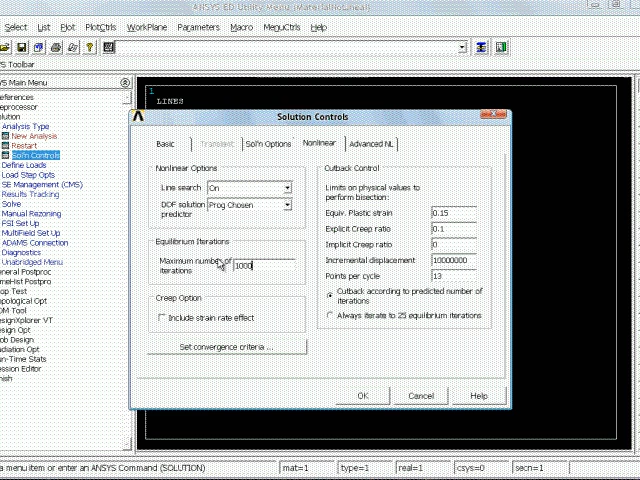 ANSYS ED Utility Menu (MaterialNotLineal)
Select List Plot PlotCtrls WorkPlane Parameters Macro MenuCtrls Help
S Toolbar
S Main Menu
eferences
eprocessor
olution
Analysis Type
New Analysis
Restart
Sol'n Controls
Define Loads
Load Step Opts
SE Management (CMS)
Results Tracking
Solve
Manual Rezoning
FSI Set Up
MultiField Set Up
ADAMS Connection
Diagnostics
Unabridged Menu
eneral Postproc
meHist Postpro
op Test
opological Opt
OM Tool
esignXplorer VT
esign Opt
ob Design
adiation Opt
un-Time Stats
ession Editor
nish
1
LINES
Solution Controls
Basic Transient Sol'n Options Nonlinear Advanced NL
Nonlinear Options
Line search On
DOF solution predictor Prog Chosen
Equilibrium Iterations
Maximum number of iterations 1000
Creep Option
Include strain rate effect
Set convergence criteria ...
Cutback Control
Limits on physical values to
perform bisection:
Equiv. Plastic strain 0.15
Explicit Creep ratio 0.1
Implicit Creep ratio 0
Incremental displacement 10000000
Points per cycle 13
Cutback according to predicted number of
iterations
Always iterate to 25 equilibrium iterations
OK Cancel Help
a menu item or enter an ANSYS Command (SOLUTION) mat=1 type=1 real=1 csys=0 secn=1